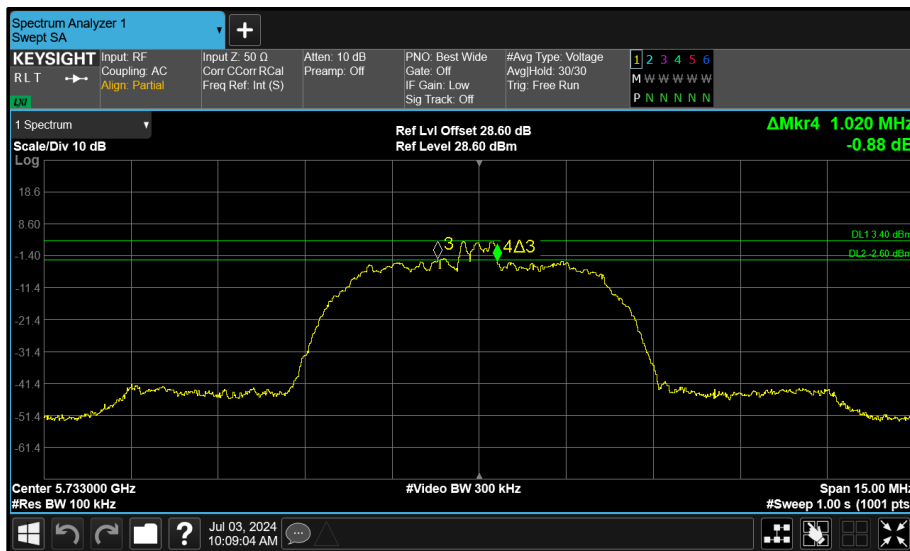 Spectrum Analyzer 1
Swept SA
+
KEYSIGHT
R L T
LXI
Input: RF
Coupling: AC
Align: Partial
Input Z: 50 Ω
Corr CCorr RCal
Freq Ref: Int (S)
Atten: 10 dB
Preamp: Off
PNO: Best Wide
Gate: Off
IF Gain: Low
Sig Track: Off
#Avg Type: Voltage
Avg|Hold: 30/30
Trig: Free Run
1 2 3 4 5 6
M W W W W W
P N N N N N
1 Spectrum
Scale/Div 10 dB
Log
Ref Lvl Offset 28.60 dB
Ref Level 28.60 dBm
ΔMkr4 1.020 MHz
-0.88 dB
18.6
8.60
-1.40
-11.4
-21.4
-31.4
-41.4
-51.4
-61.4
3
4Δ3
DL1 3.40 dBm
DL2 -2.60 dBm
Center 5.733000 GHz
#Res BW 100 kHz
#Video BW 300 kHz
Span 15.00 MHz
#Sweep 1.00 s (1001 pts
?
Jul 03, 2024
10:09:04 AM